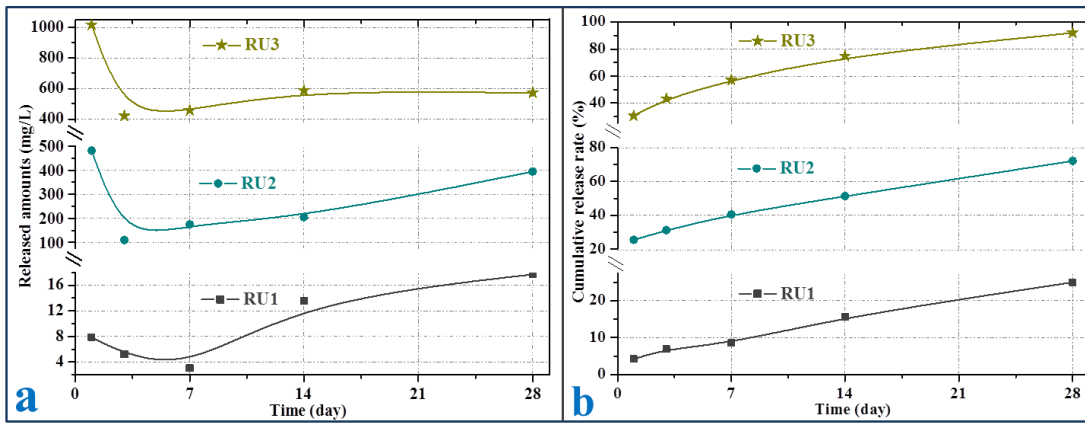 Released amounts (mg/L)
1000
800
600
400
RU3
500
400
300
200
100
RU2
16
12
8
4
RU1
0 7 14 21 28
Time (day)
a
Cumulative release rate (%)
100
80
60
40
RU3
80
60
40
20
RU2
20
10
0
RU1
0 7 14 21 28
Time (day)
b